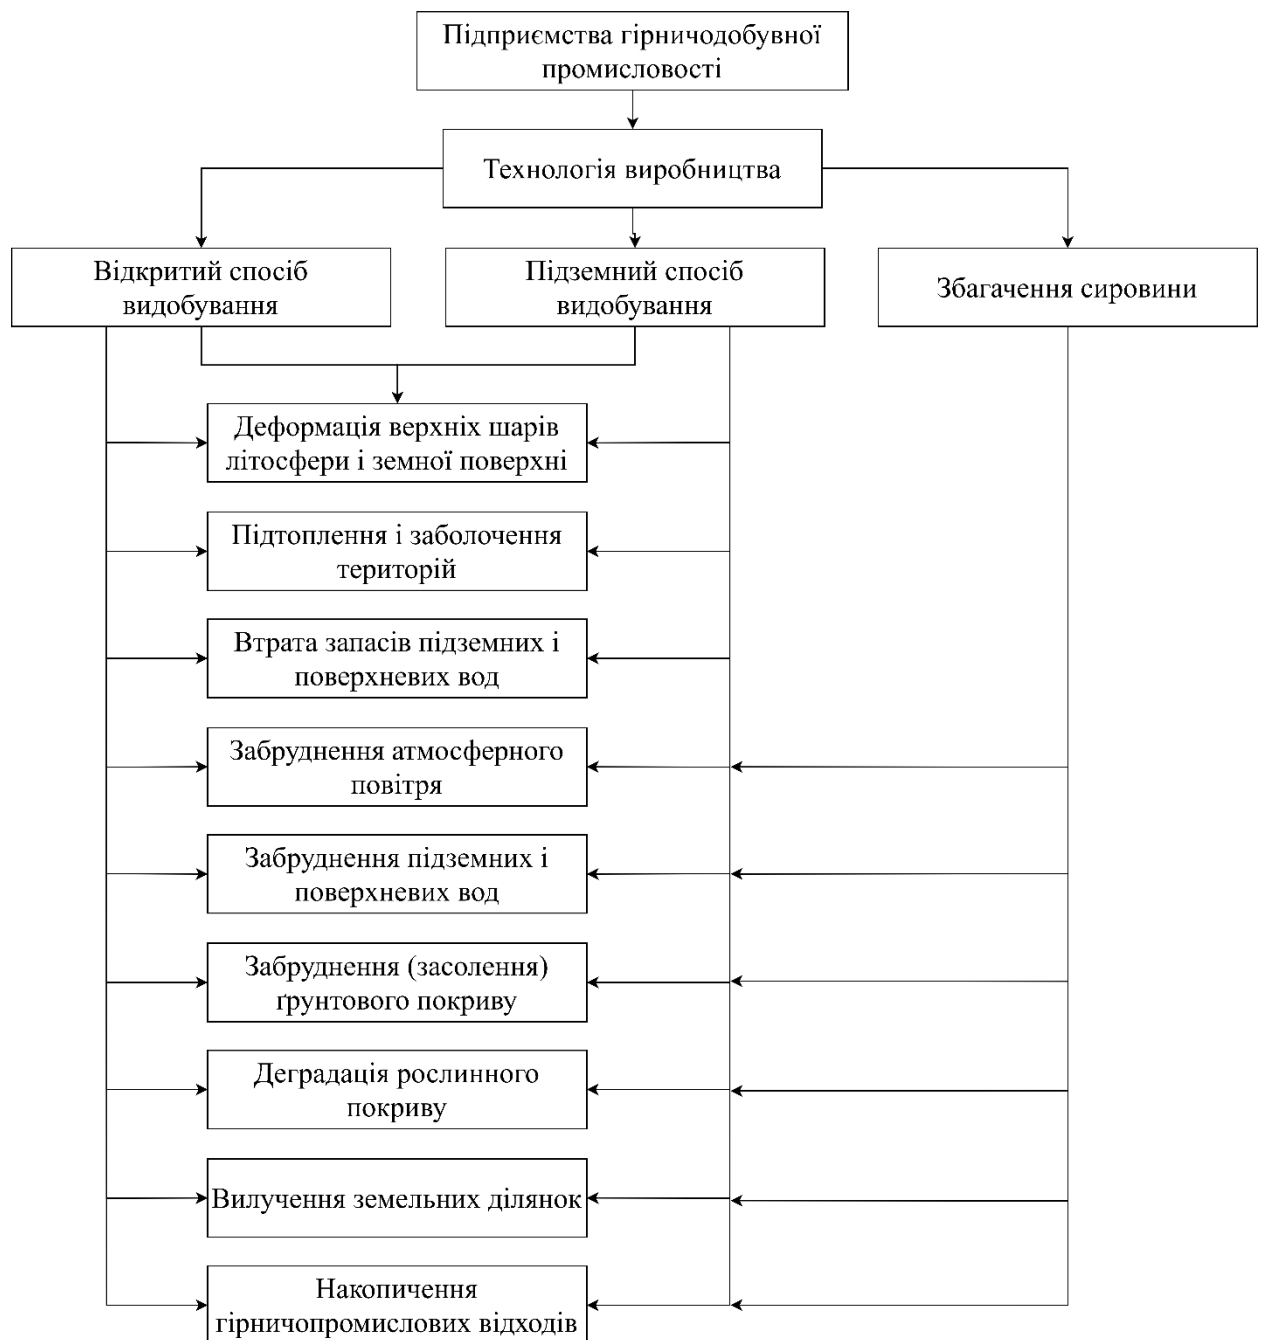 Підприємства гірничодобувної
промисловості
Технологія виробництва
Відкритий спосіб
видобування
Підземний спосіб
видобування
Збагачення сировини
Деформація верхніх шарів
літосфери і земної поверхні
Підтоплення і заболочення
територій
Втрата запасів підземних і
поверхневих вод
Забруднення атмосферного
повітря
Забруднення підземних і
поверхневих вод
Забруднення (засолення)
ґрунтового покриву
Деградація рослинного
покриву
Вилучення земельних ділянок
Накопичення
гірничопромислових відходів